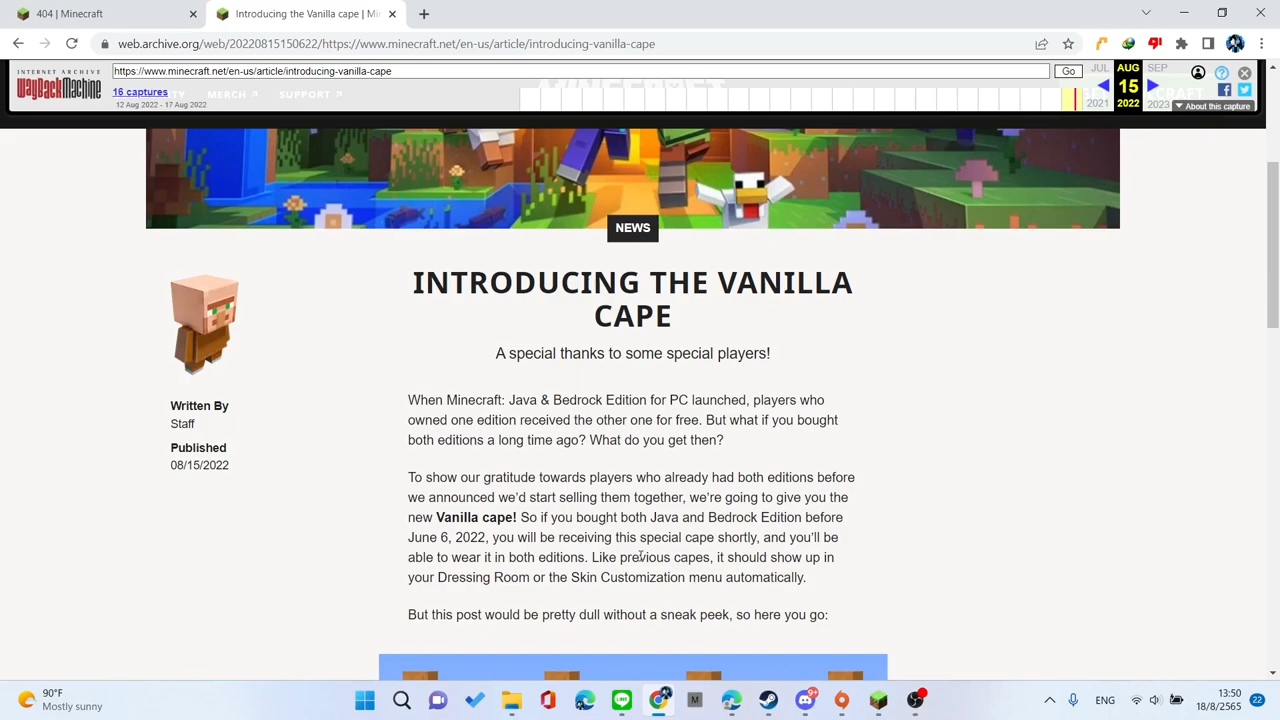 404 | Minecraft
Introducing the Vanilla cape | Mi
web.archive.org/web/20220815150622/https://www.minecraft.net/en-us/article/introducing-vanilla-cape
INTERNET ARCHIVE
WayBackMachine
https://www.minecraft.net/en-us/article/introducing-vanilla-cape
Go
JUL
AUG
SEP
16 captures
12 Aug 2022 - 17 Aug 2022
MERCH
SUPPORT
15
2021
2022
2023
About this capture
NEWS
INTRODUCING THE VANILLA
CAPE
A special thanks to some special players!
Written By
Staff
Published
08/15/2022
When Minecraft: Java & Bedrock Edition for PC launched, players who
owned one edition received the other one for free. But what if you bought
both editions a long time ago? What do you get then?
To show our gratitude towards players who already had both editions before
we announced we'd start selling them together, we're going to give you the
new Vanilla cape! So if you bought both Java and Bedrock Edition before
June 6, 2022, you will be receiving this special cape shortly, and you'll be
able to wear it in both editions. Like previous capes, it should show up in
your Dressing Room or the Skin Customization menu automatically.
But this post would be pretty dull without a sneak peek, so here you go:
90°F
Mostly sunny
LINE
M
9+
ENG
13:50
18/8/2565
22